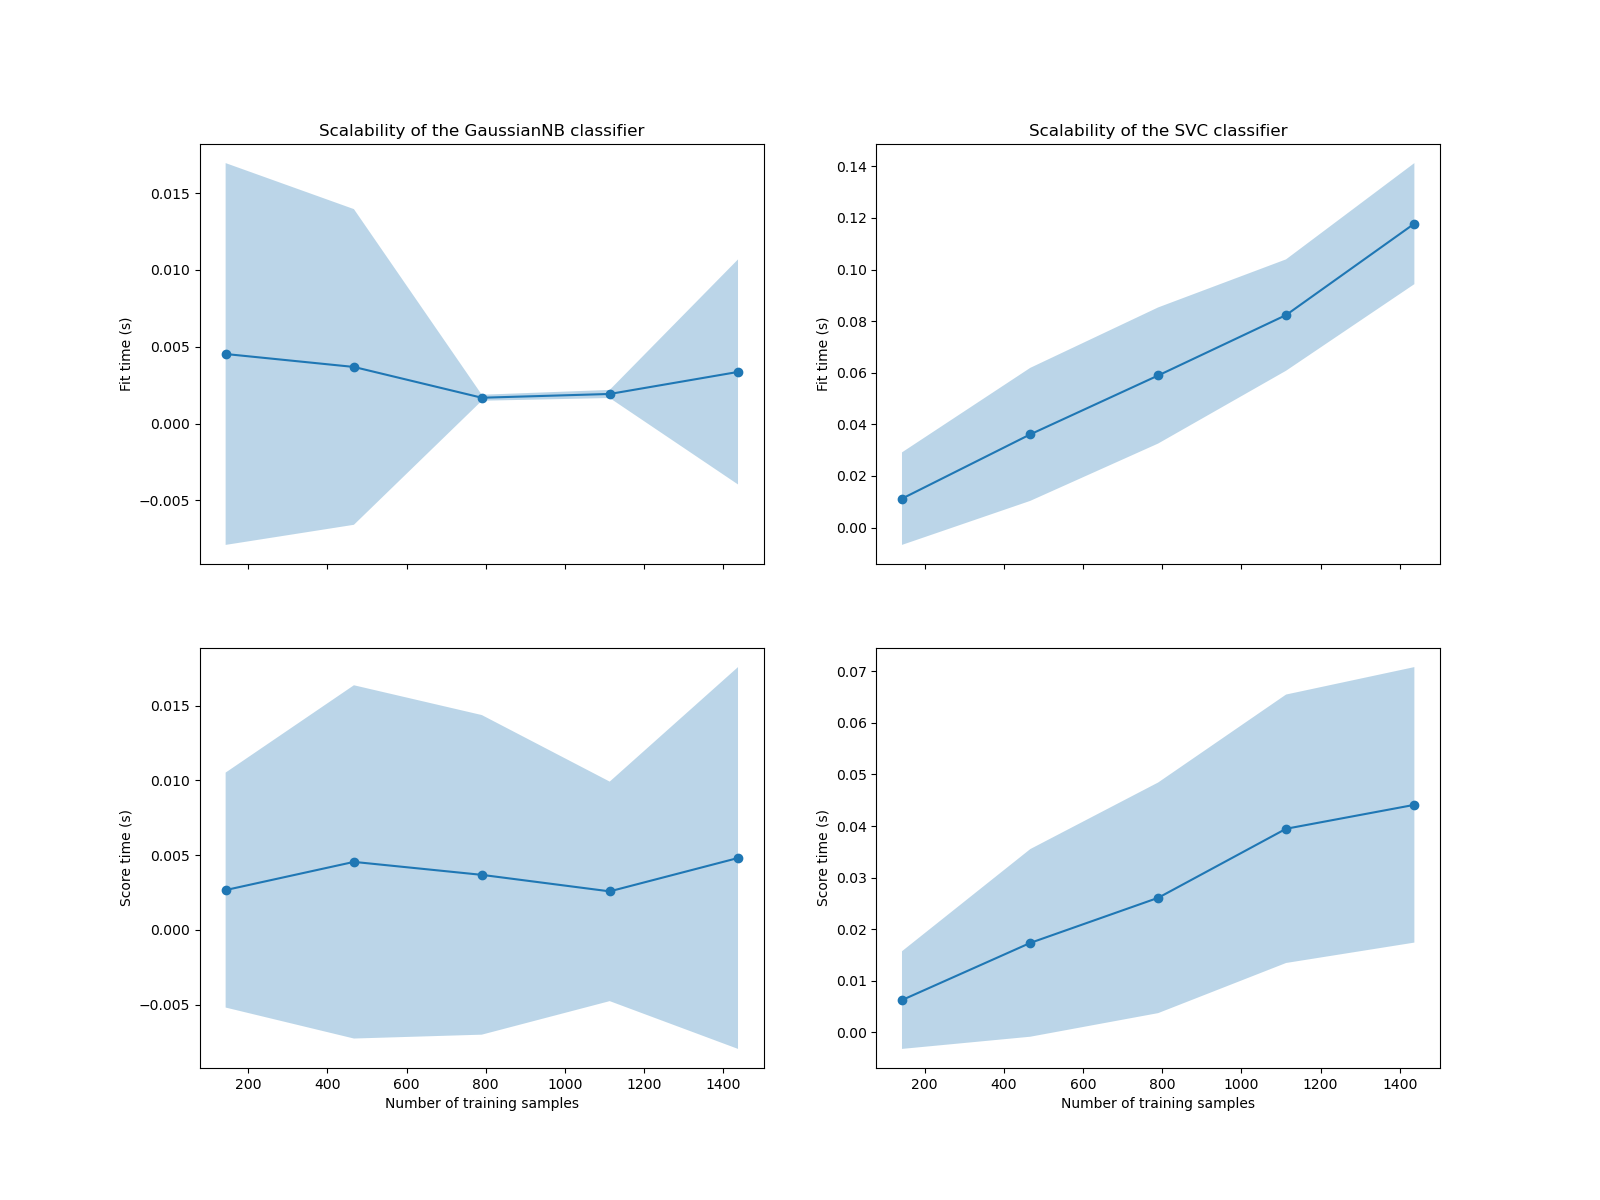 Scalability of the GaussianNB classifier
0.015
0.010
0.005
0.000
−0.005
Fit time (s)
Scalability of the SVC classifier
0.14
0.12
0.10
0.08
0.06
0.04
0.02
0.00
Fit time (s)
0.015
0.010
0.005
0.000
−0.005
Score time (s)
200 400 600 800 1000 1200 1400
Number of training samples
0.07
0.06
0.05
0.04
0.03
0.02
0.01
0.00
Score time (s)
200 400 600 800 1000 1200 1400
Number of training samples